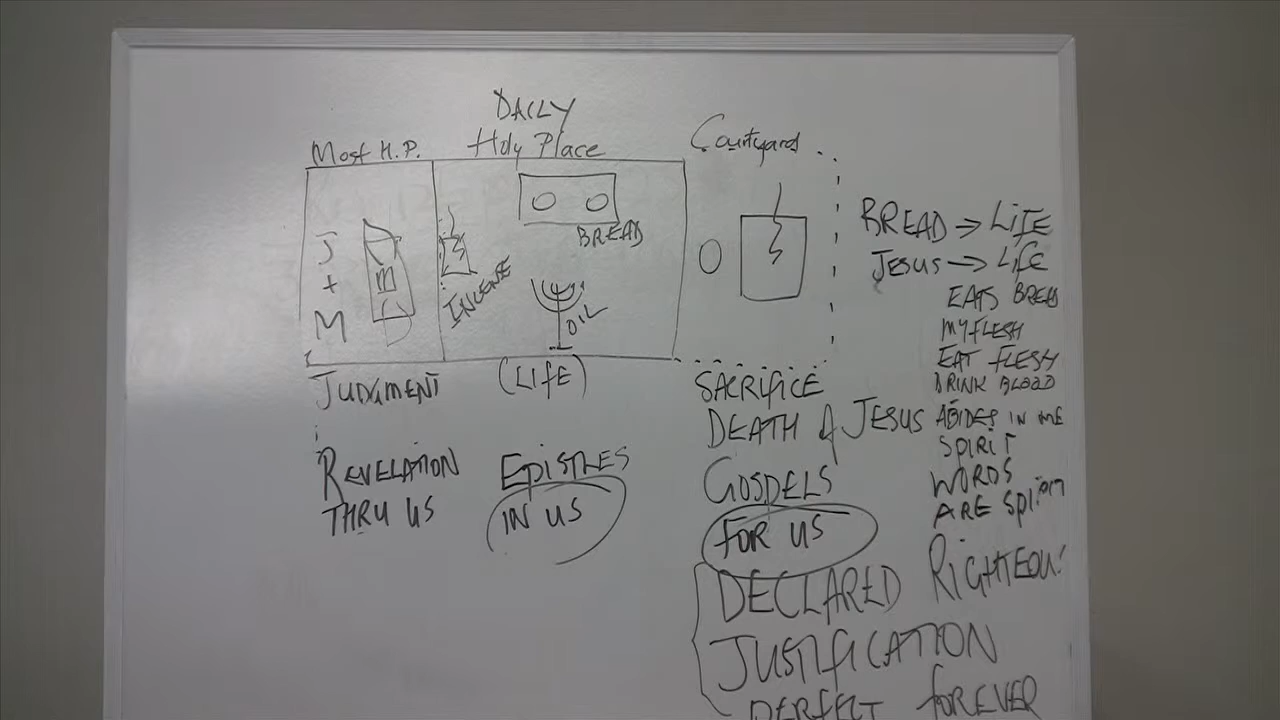 DAILY
Most H.P.
Holy Place
Courtyard
BREAD
J
+
M
INCENSE
OIL
JUDGMENT
(LIFE)
SACRIFICE
DEATH of JESUS
REVELATION
THRU US
EPISTLES
IN US
GOSPELS
FOR US
DECLARED RIGHTEOUS
JUSTIFICATION
PERFECT FOREVER
BREAD → LIFE
JESUS → LIFE
EATS BREAD
MY FLESH
EAT FLESH
DRINK BLOOD
ABIDES IN ME
SPIRIT
WORDS
ARE SPIRIT